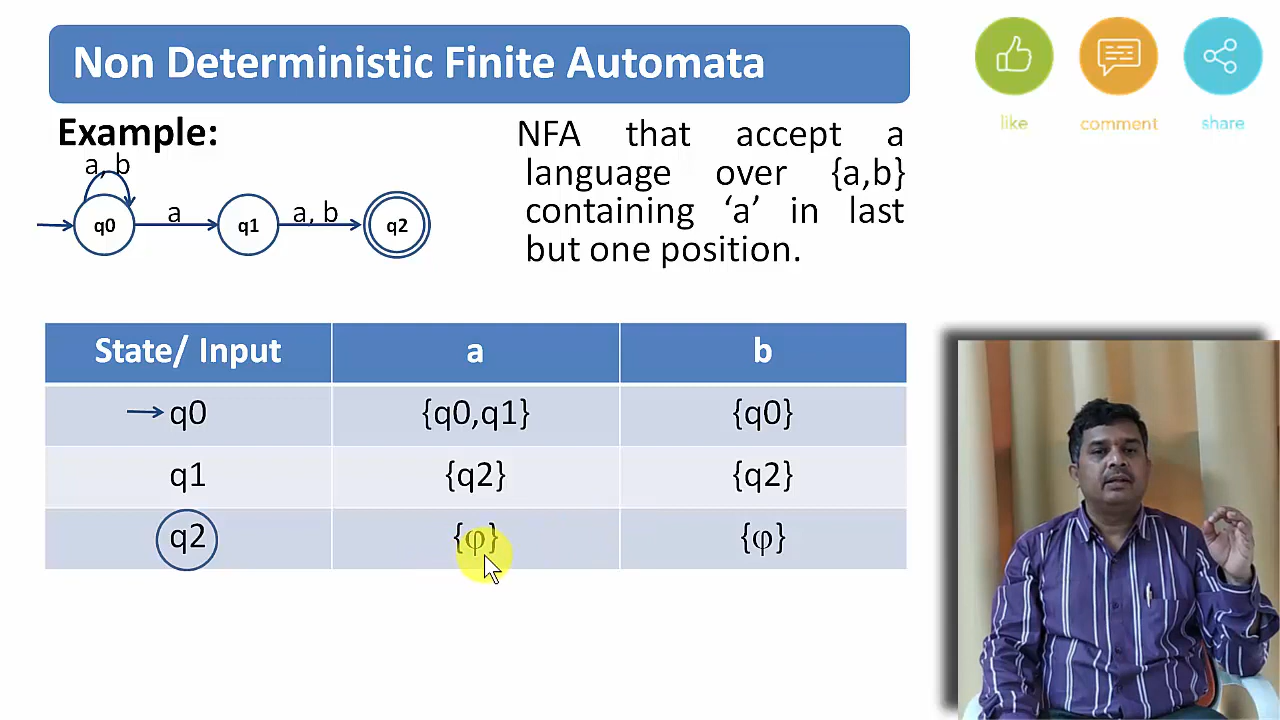 Non Deterministic Finite Automata
like
comment
share
Example:
a, b
q0
a
q1
a, b
q2
NFA that accept a
language over {a,b}
containing ‘a’ in last
but one position.
State/ Input a b
q0 {q0,q1} {q0}
q1 {q2} {q2}
q2 {φ} {φ}